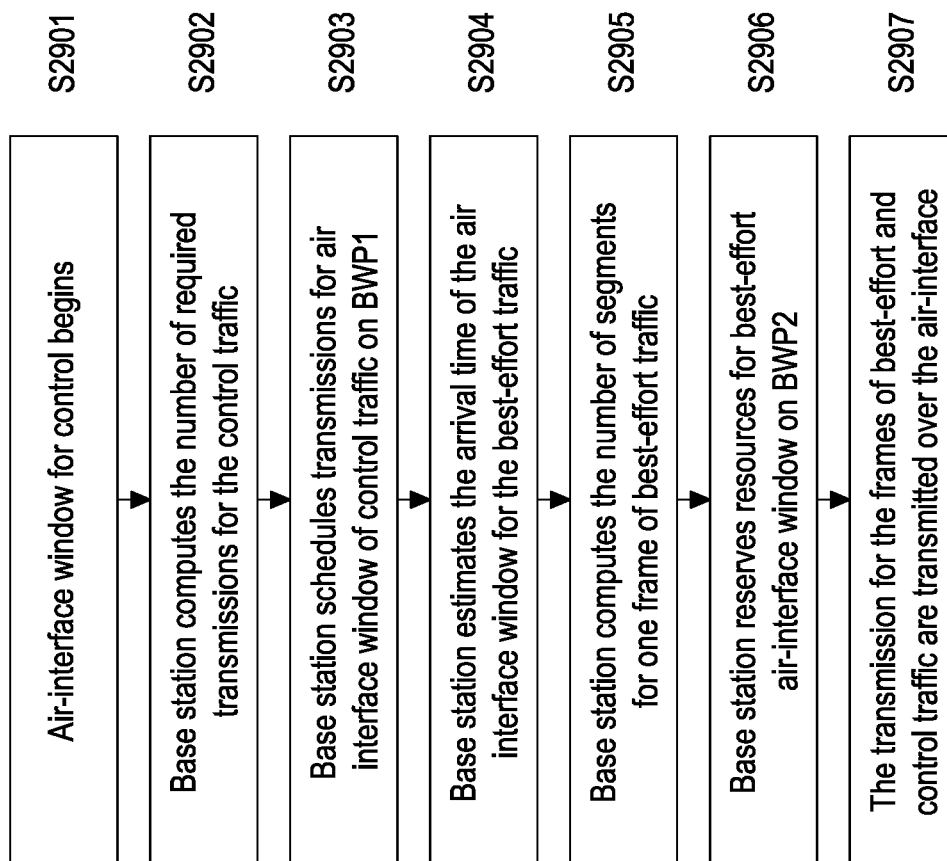 Air-interface window for control begins
S2901
Base station computes the number of required
transmissions for the control traffic
S2902
Base station schedules transmissions for air
interface window of control traffic on BWP1
S2903
Base station estimates the arrival time of the air
interface window for the best-effort traffic
S2904
Base station computes the number of segments
for one frame of best-effort traffic
S2905
Base station reserves resources for best-effort
air-interface window on BWP2
S2906
The transmission for the frames of best-effort and
control traffic are transmitted over the air-interface
S2907